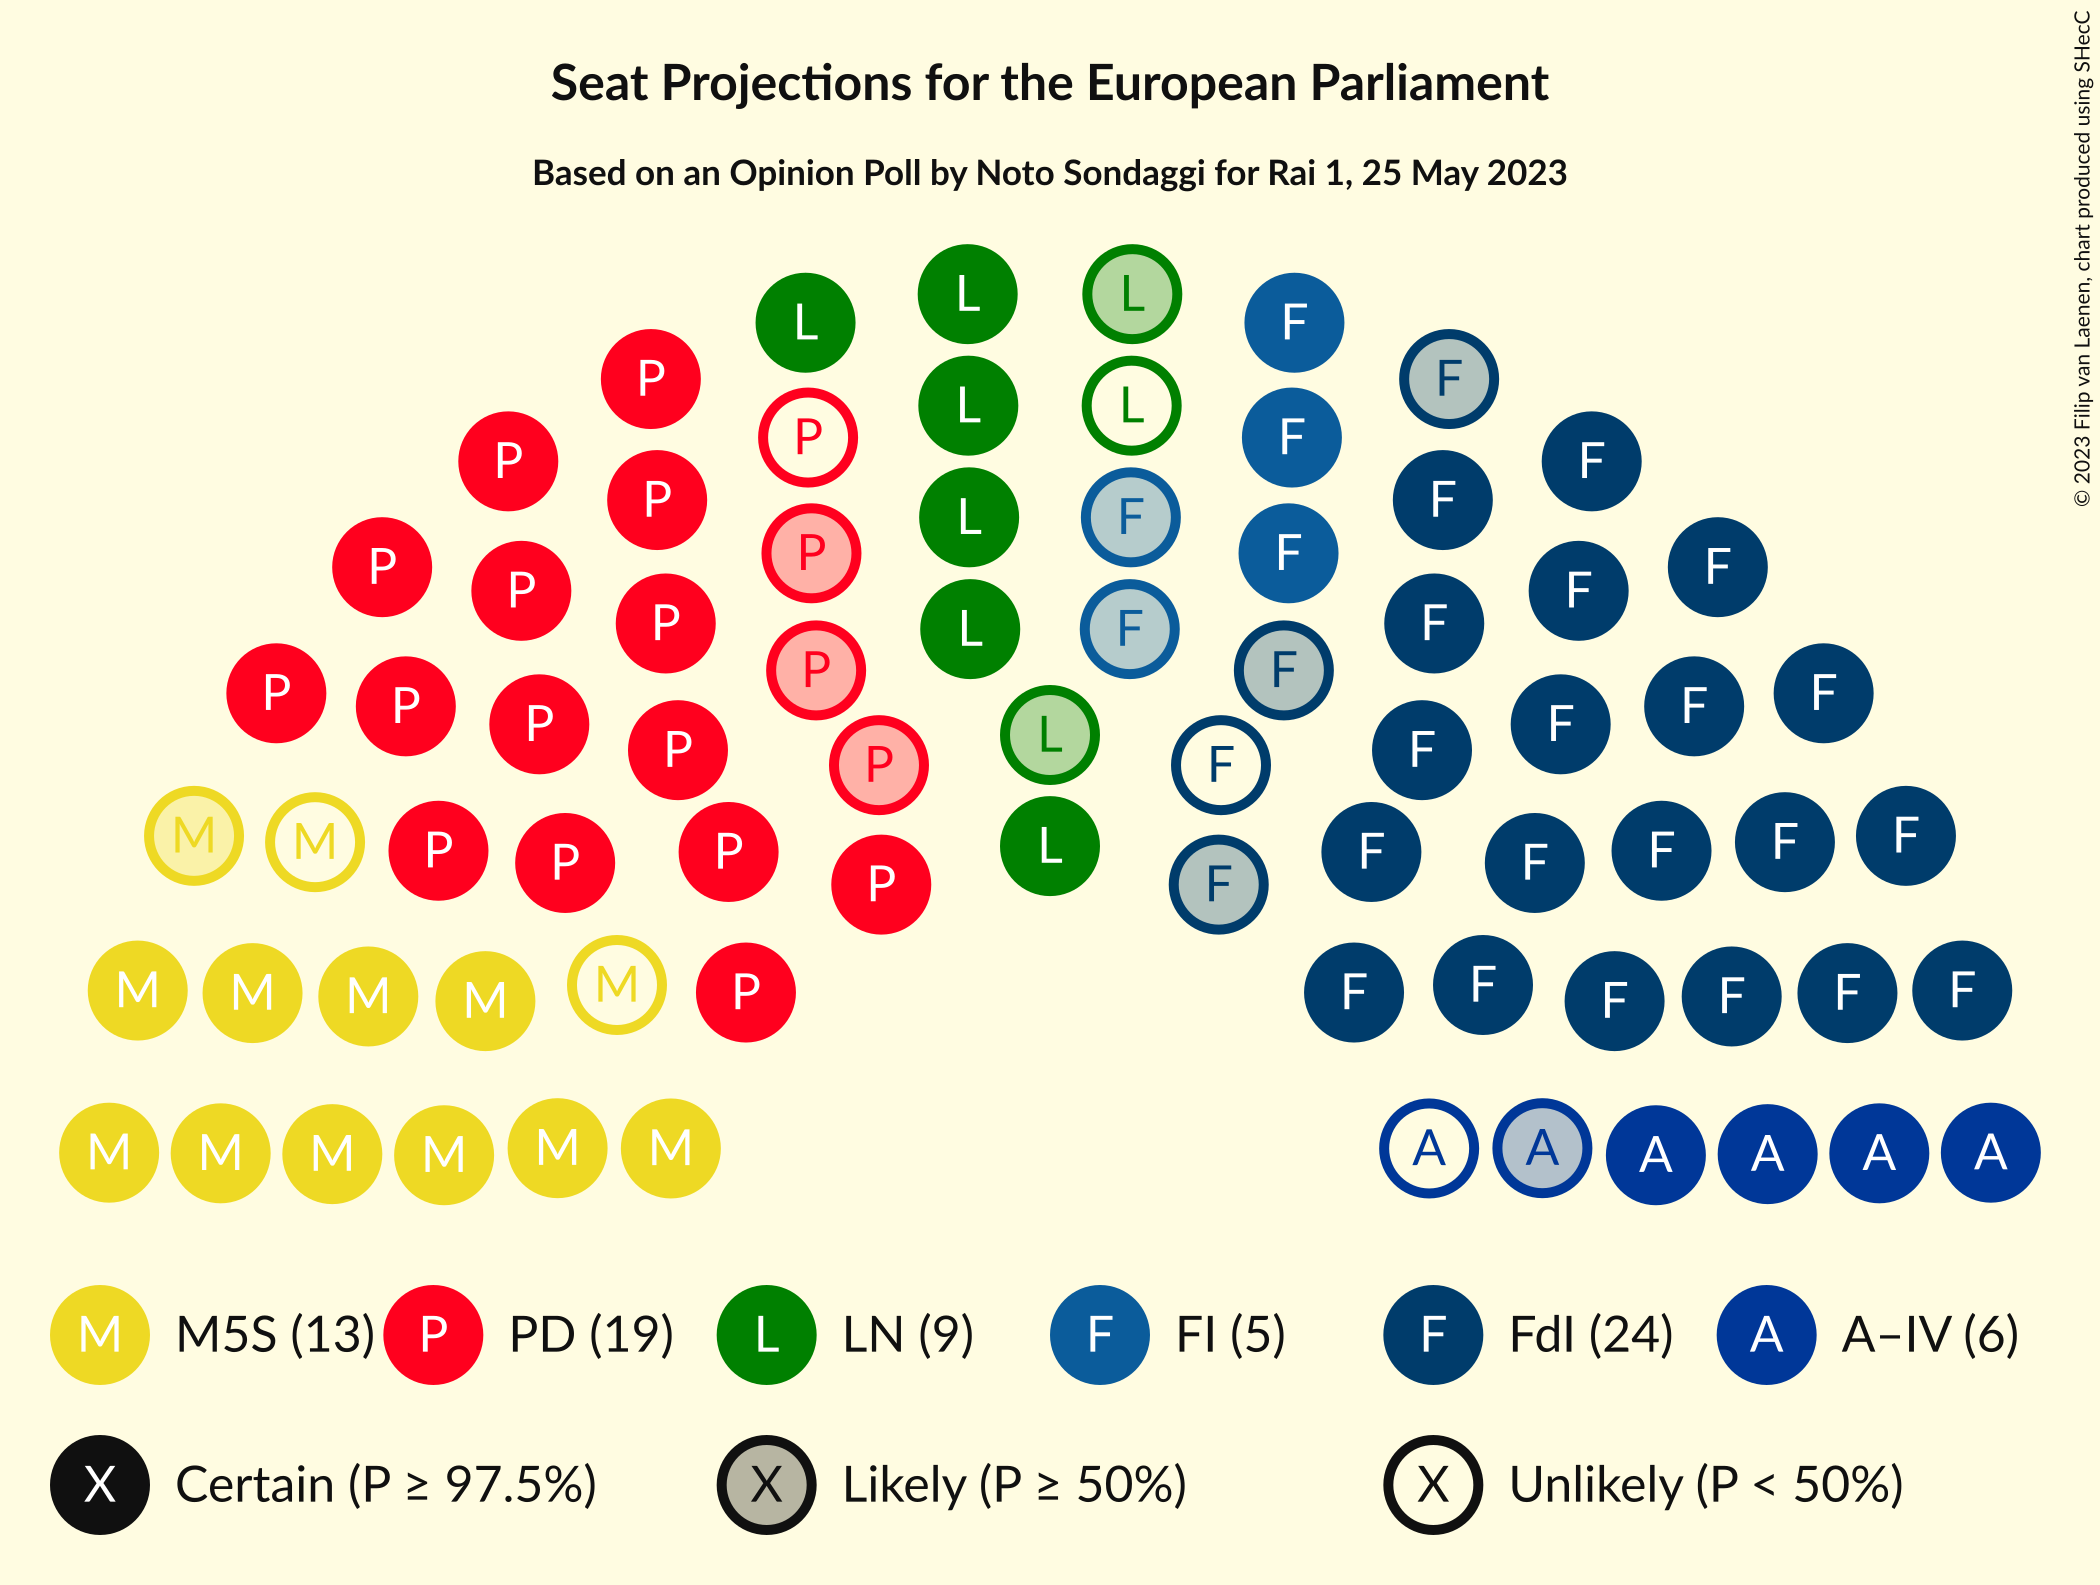 Seat Projections for the European Parliament
Based on an Opinion Poll by Noto Sondaggi for Rai 1, 25 May 2023
© 2023 Filip van Laenen, chart produced using SHecC
L L
L F
P L F
P L L P F
P F
P L F P F
P P F F
P F
P F
P L F P F
P P F F
P F
L
P F
M F
M F
P F
P F
P L F
P F
P F
M M M M M P F F F F F F
M M M M M M A A A A A A
M M5S (13) P PD (19) L LN (9) F FI (5) F FdI (24) A A–IV (6)
X Certain (P ≥ 97.5%) X Likely (P ≥ 50%) X Unlikely (P < 50%)